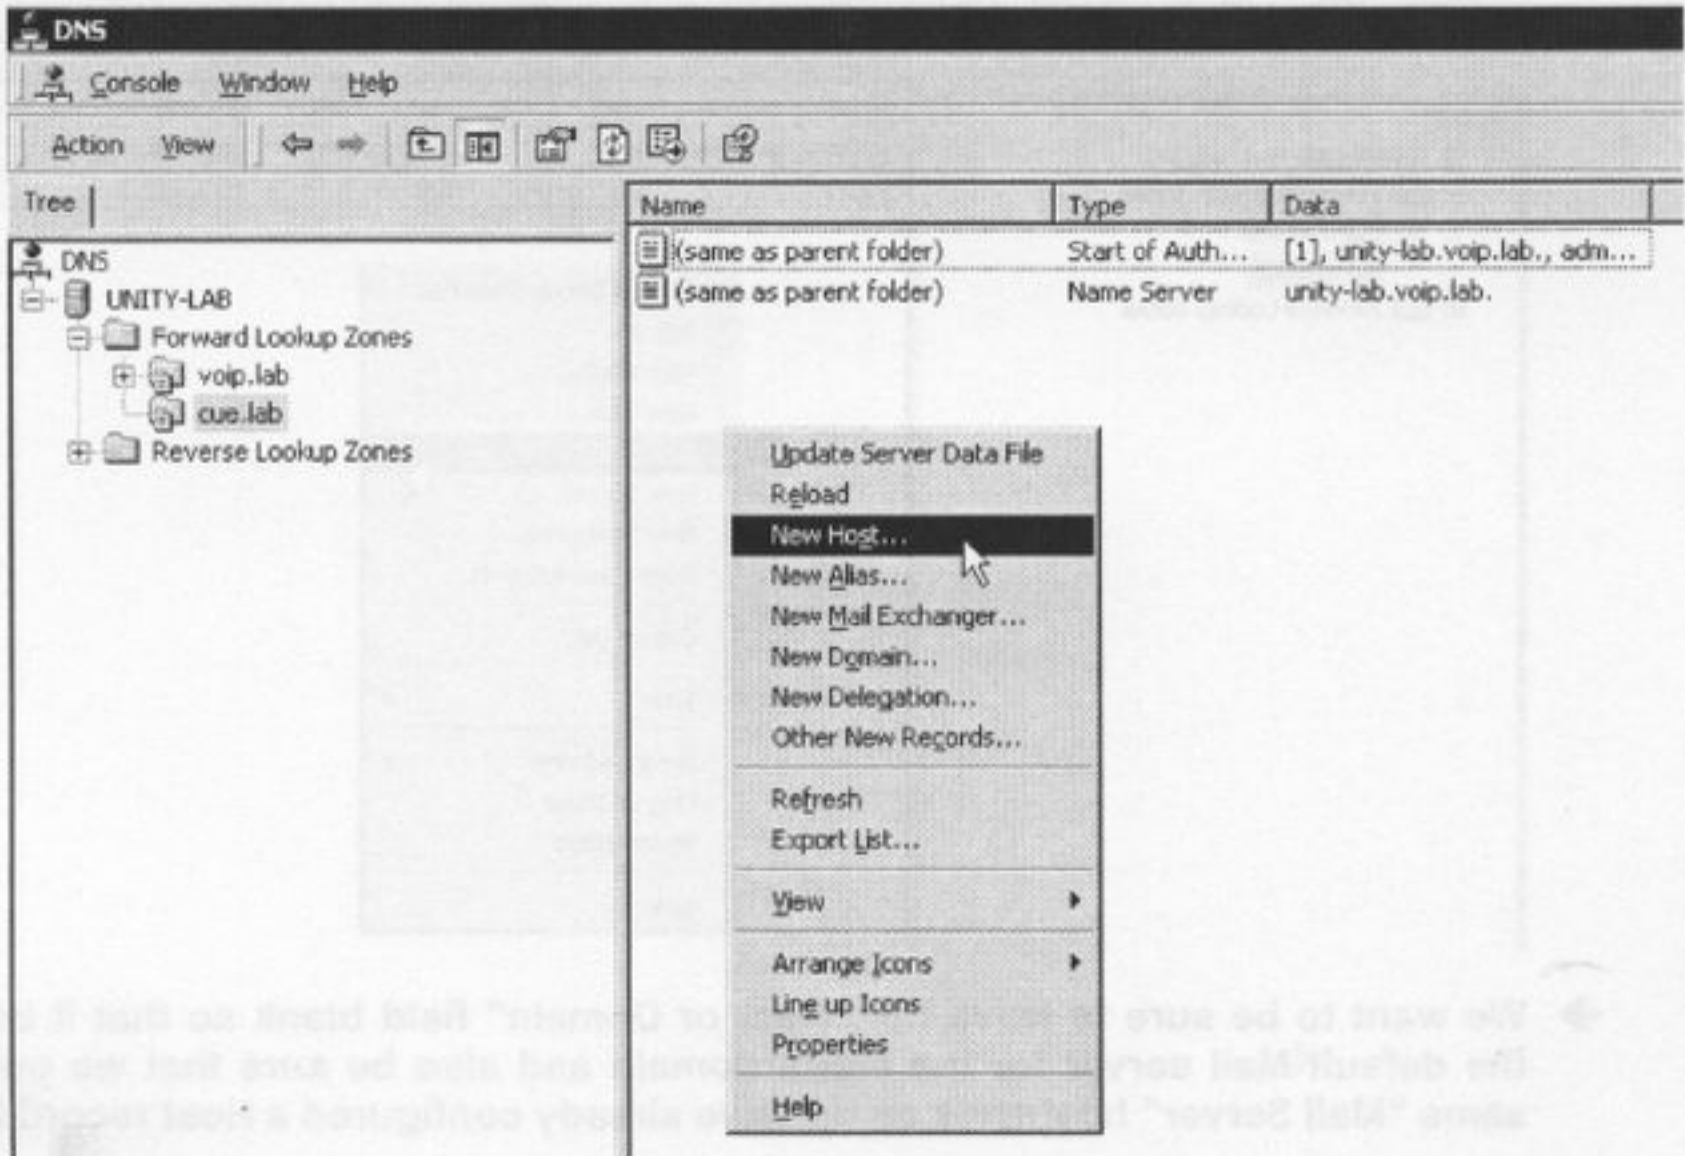 DNS
Console Window Help
Action View
Tree
Name Type Data
DNS
UNITY-LAB
Forward Lookup Zones
voip.lab
cue.lab
Reverse Lookup Zones
(same as parent folder) Start of Auth... [1], unity-lab.voip.lab., adm...
(same as parent folder) Name Server unity-lab.voip.lab.
Update Server Data File
Reload
New Host...
New Alias...
New Mail Exchanger...
New Domain...
New Delegation...
Other New Records...
Refresh
Export List...
View
Arrange Icons
Line up Icons
Properties
Help